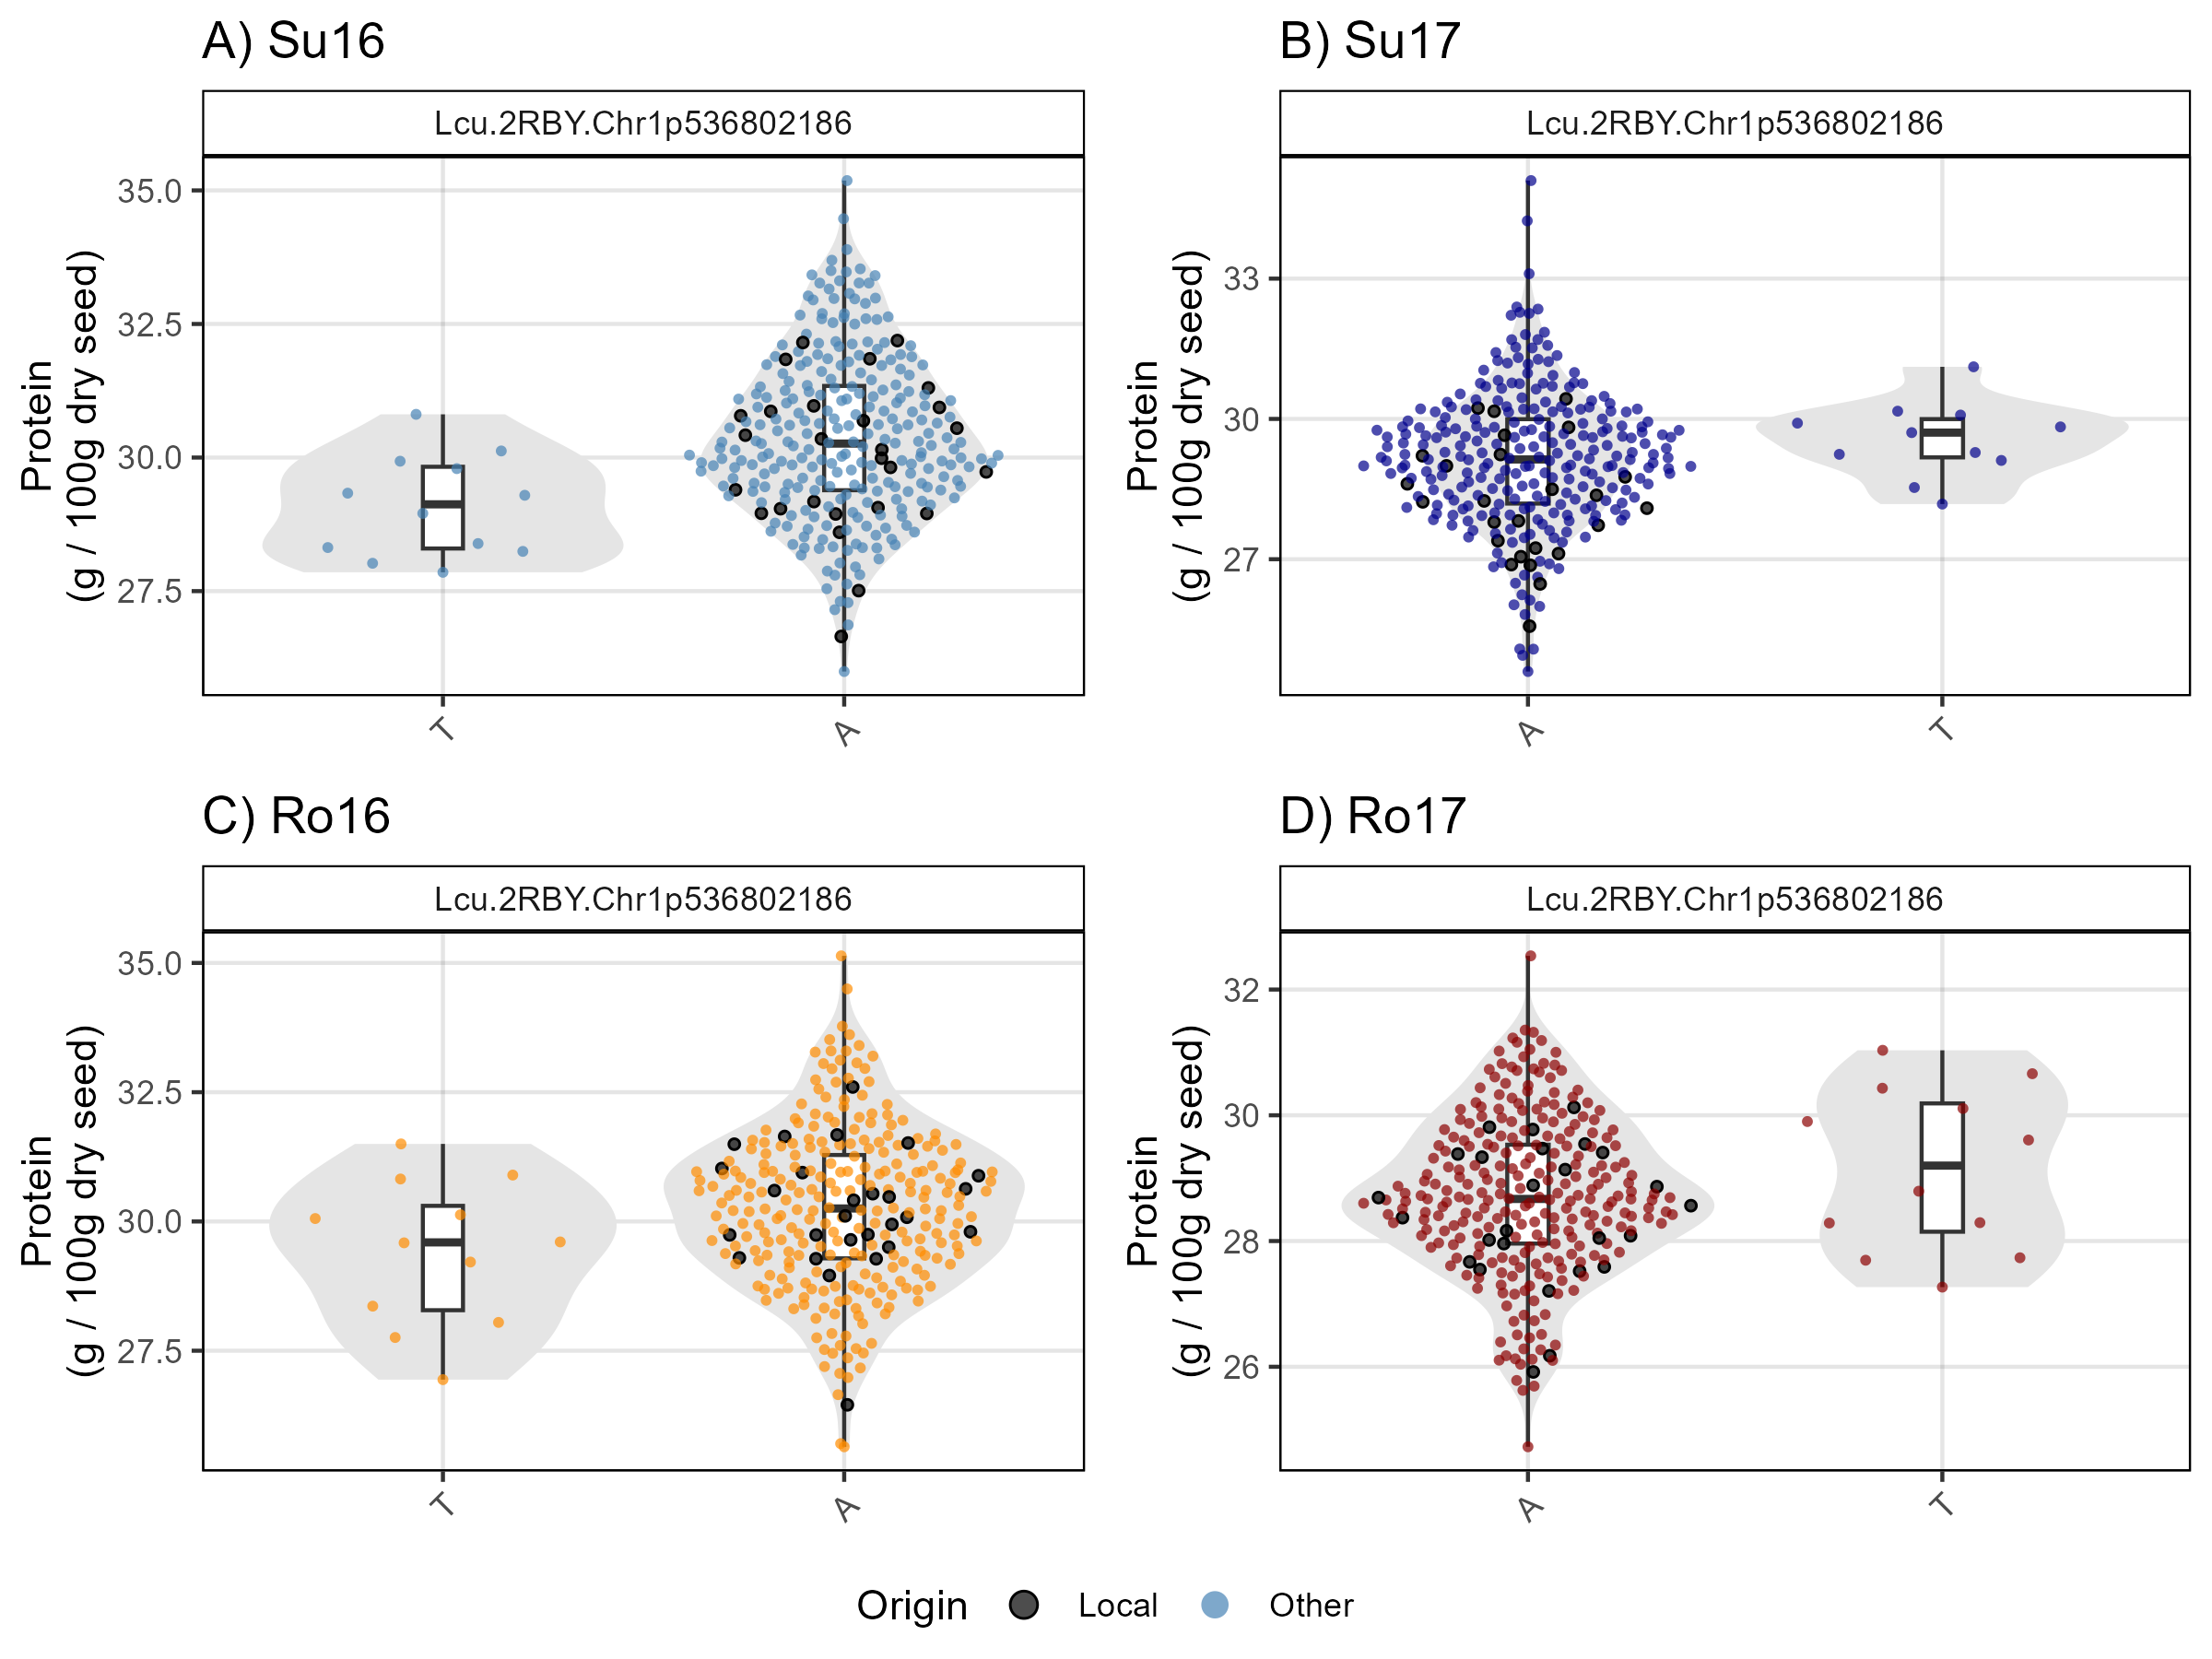 A) Su16
Lcu.2RBY.Chr1p536802186
Protein
(g / 100g dry seed)
35.0
32.5
30.0
27.5
T
A
B) Su17
Lcu.2RBY.Chr1p536802186
Protein
(g / 100g dry seed)
33
30
27
A
T
C) Ro16
Lcu.2RBY.Chr1p536802186
Protein
(g / 100g dry seed)
35.0
32.5
30.0
27.5
T
A
D) Ro17
Lcu.2RBY.Chr1p536802186
Protein
(g / 100g dry seed)
32
30
28
26
A
T
Origin
Local
Other